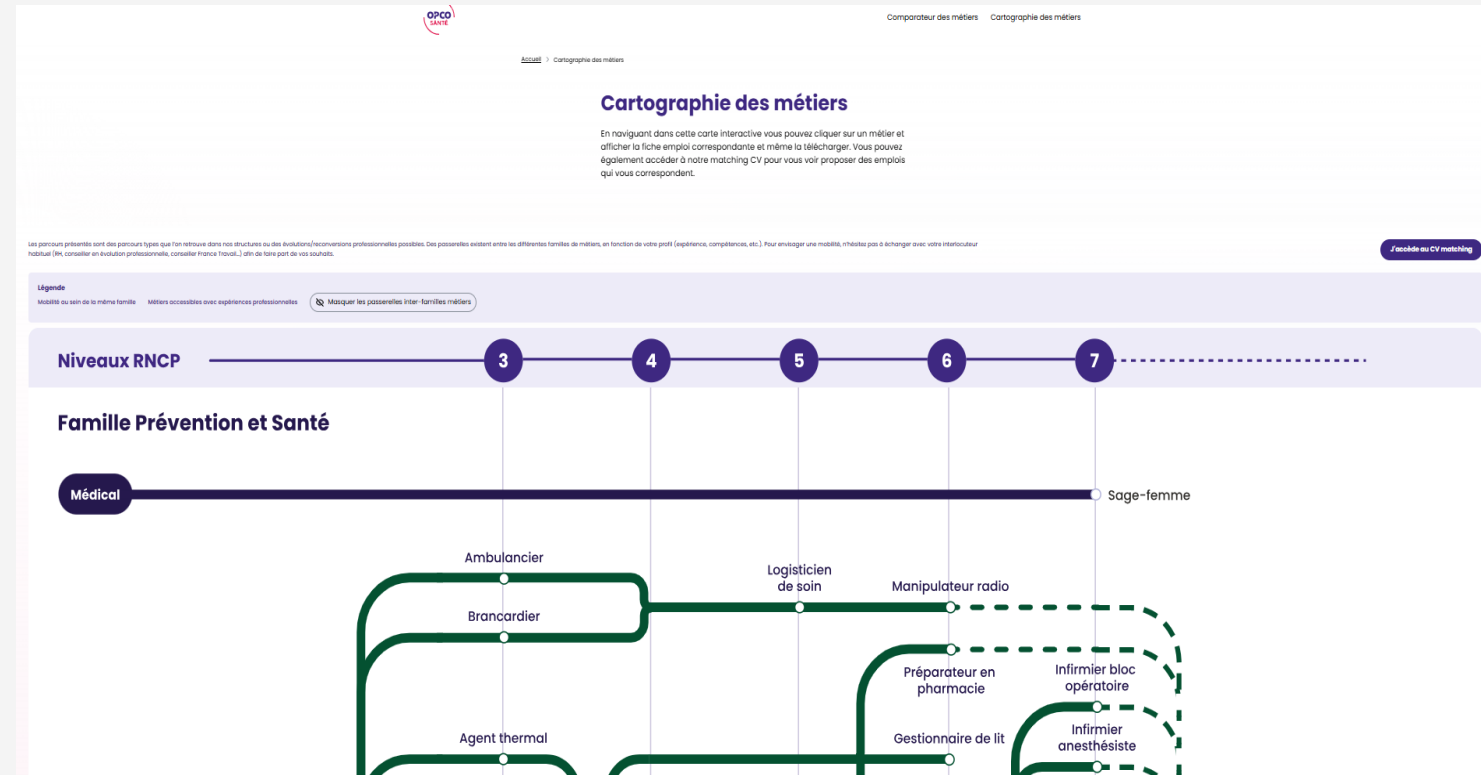 OPCO
SANTÉ
Comparateur des métiers Cartographie des métiers
Accueil > Cartographie des métiers
Cartographie des métiers
En naviguant dans cette carte interactive vous pouvez cliquer sur un métier et
afficher la fiche emploi correspondante et même la télécharger. Vous pouvez
également accéder à notre matching CV pour vous voir proposer des emplois
qui vous correspondent.
Les parcours présentés sont des parcours types que l'on retrouve dans nos structures ou des évolutions/reconversions professionnelles possibles. Des passerelles existent entre les différentes familles de métiers, en fonction de votre profil (expérience, compétences, etc.). Pour envisager une mobilité, n'hésitez pas à échanger avec votre interlocuteur
habituel (RH, conseiller en évolution professionnelle, conseiller France Travail...) afin de faire part de vos souhaits.
J'accède au CV matching
Légende
Mobilité au sein de la même famille Métiers accessibles avec expériences professionnelles Masquer les passerelles inter-familles métiers
Niveaux RNCP 3 4 5 6 7
Famille Prévention et Santé
Médical
Sage-femme
Ambulancier
Logisticien
de soin
Manipulateur radio
Brancardier
Préparateur en
pharmacie
Infirmier bloc
opératoire
Agent thermal
Gestionnaire de lit
Infirmier
anesthésiste